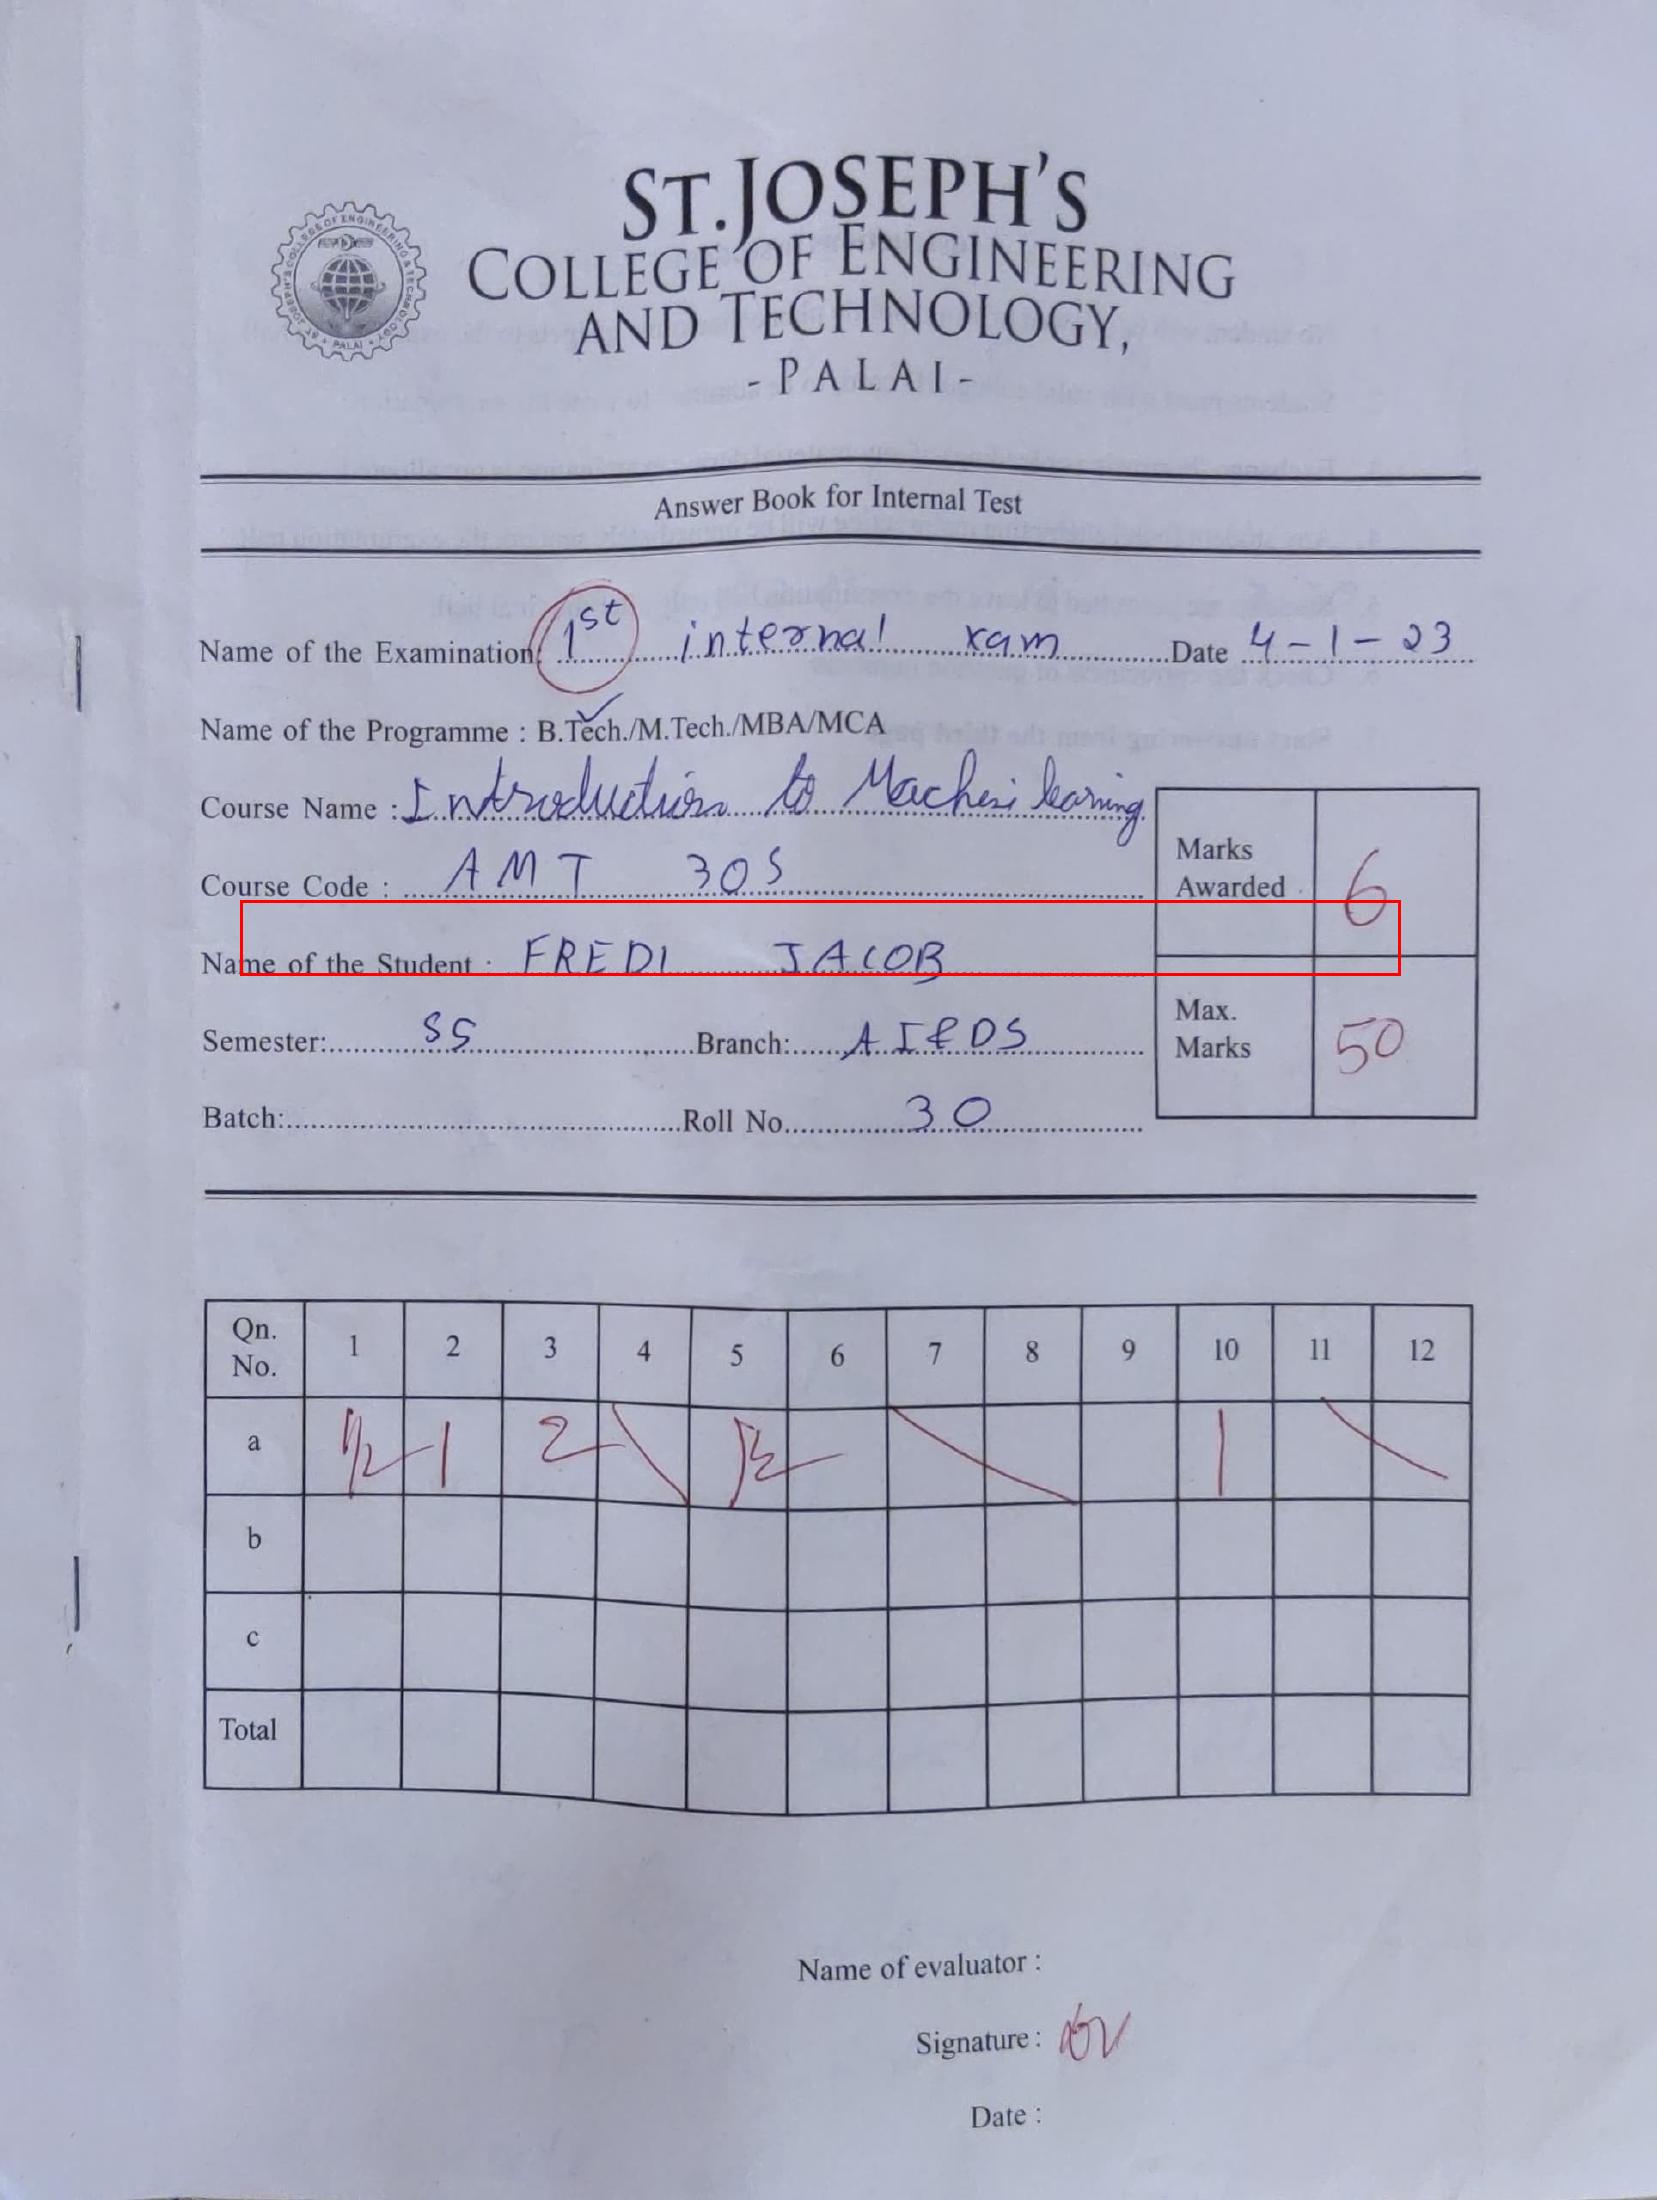 ST.JOSEPH'S
COLLEGE OF ENGINEERING
AND TECHNOLOGY,
- PALAI -
Answer Book for Internal Test
Name of the Examination: 1st internal xam Date 4-1-23
Name of the Programme : B.Tech./M.Tech./MBA/MCA
Course Name : Introduction to Machini learning
Course Code : AMT 305
Marks Awarded 6
Name of the Student : FREDI JACOB
Semester: S5 Branch: AI&DS
Max. Marks 50
Batch: Roll No. 30
Qn. No. 1 2 3 4 5 6 7 8 9 10 11 12
a 1/2 1 2 1
b
c
Total
Name of evaluator :
Signature :
Date :